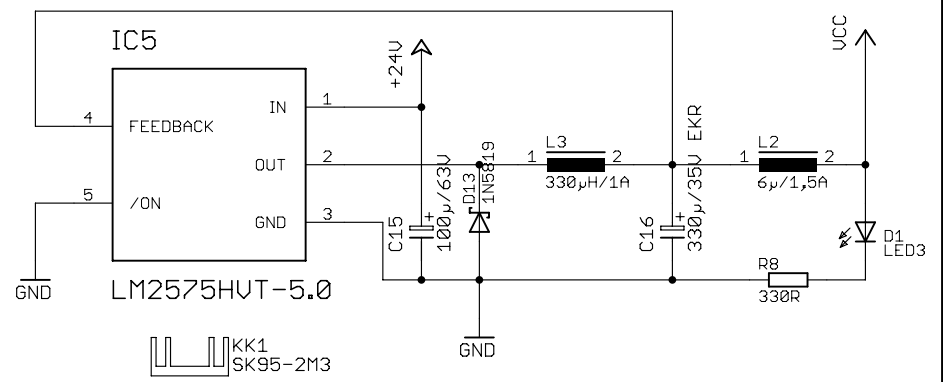 IC5
+24V
VCC
1
IN
4
FEEDBACK
OUT
2
5
/ON
GND
3
C15
100µ/63V
+
D13
1N5819
L3
1
2
330µH/1A
C16
330µ/35V EKR
+
L2
1
2
6µ/1,5A
D1
LED3
R8
330R
GND
LM2575HVT-5.0
GND
KK1
SK95-2M3